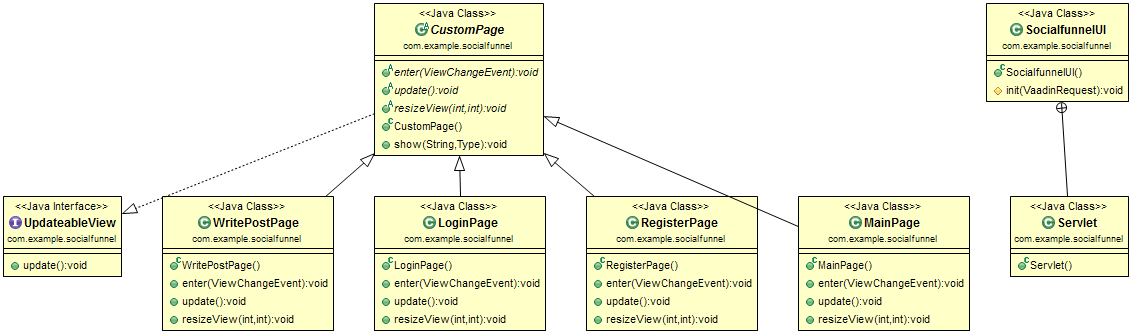 <<Java Class>>
CustomPage
com.example.socialfunnel
enter(ViewChangeEvent):void
update():void
resizeView(int,int):void
CustomPage()
show(String,Type):void
<<Java Class>>
SocialfunnelUI
com.example.socialfunnel
SocialfunnelUI()
init(VaadinRequest):void
<<Java Interface>>
UpdateableView
com.example.socialfunnel
update():void
<<Java Class>>
WritePostPage
com.example.socialfunnel
WritePostPage()
enter(ViewChangeEvent):void
update():void
resizeView(int,int):void
<<Java Class>>
LoginPage
com.example.socialfunnel
LoginPage()
enter(ViewChangeEvent):void
update():void
resizeView(int,int):void
<<Java Class>>
RegisterPage
com.example.socialfunnel
RegisterPage()
enter(ViewChangeEvent):void
update():void
resizeView(int,int):void
<<Java Class>>
MainPage
com.example.socialfunnel
MainPage()
enter(ViewChangeEvent):void
update():void
resizeView(int,int):void
<<Java Class>>
Servlet
com.example.socialfunnel
Servlet()